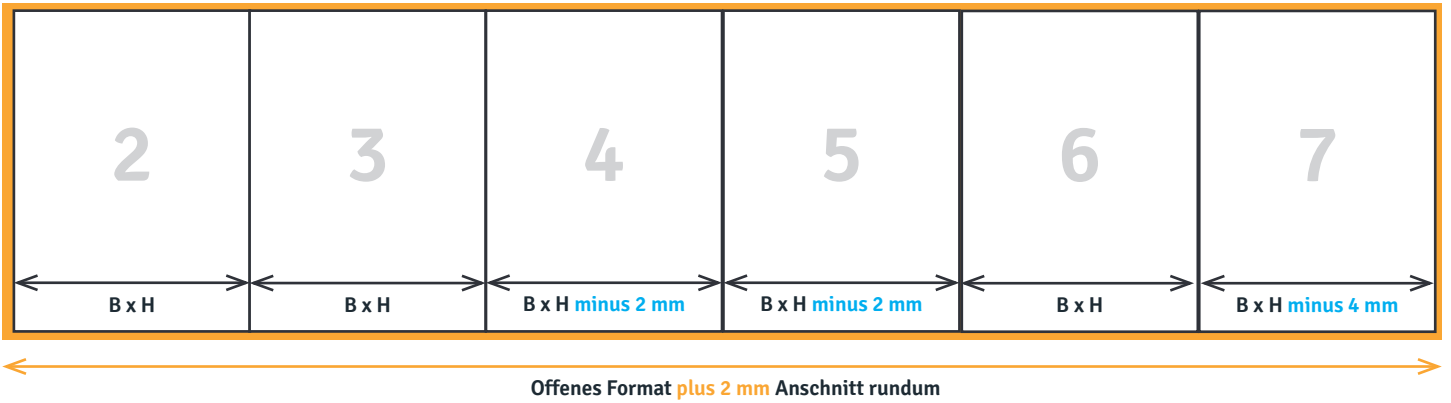 2 3 4 5 6 7
B x H B x H B x H minus 2 mm B x H minus 2 mm B x H B x H minus 4 mm
Offenes Format plus 2 mm Anschnitt rundum